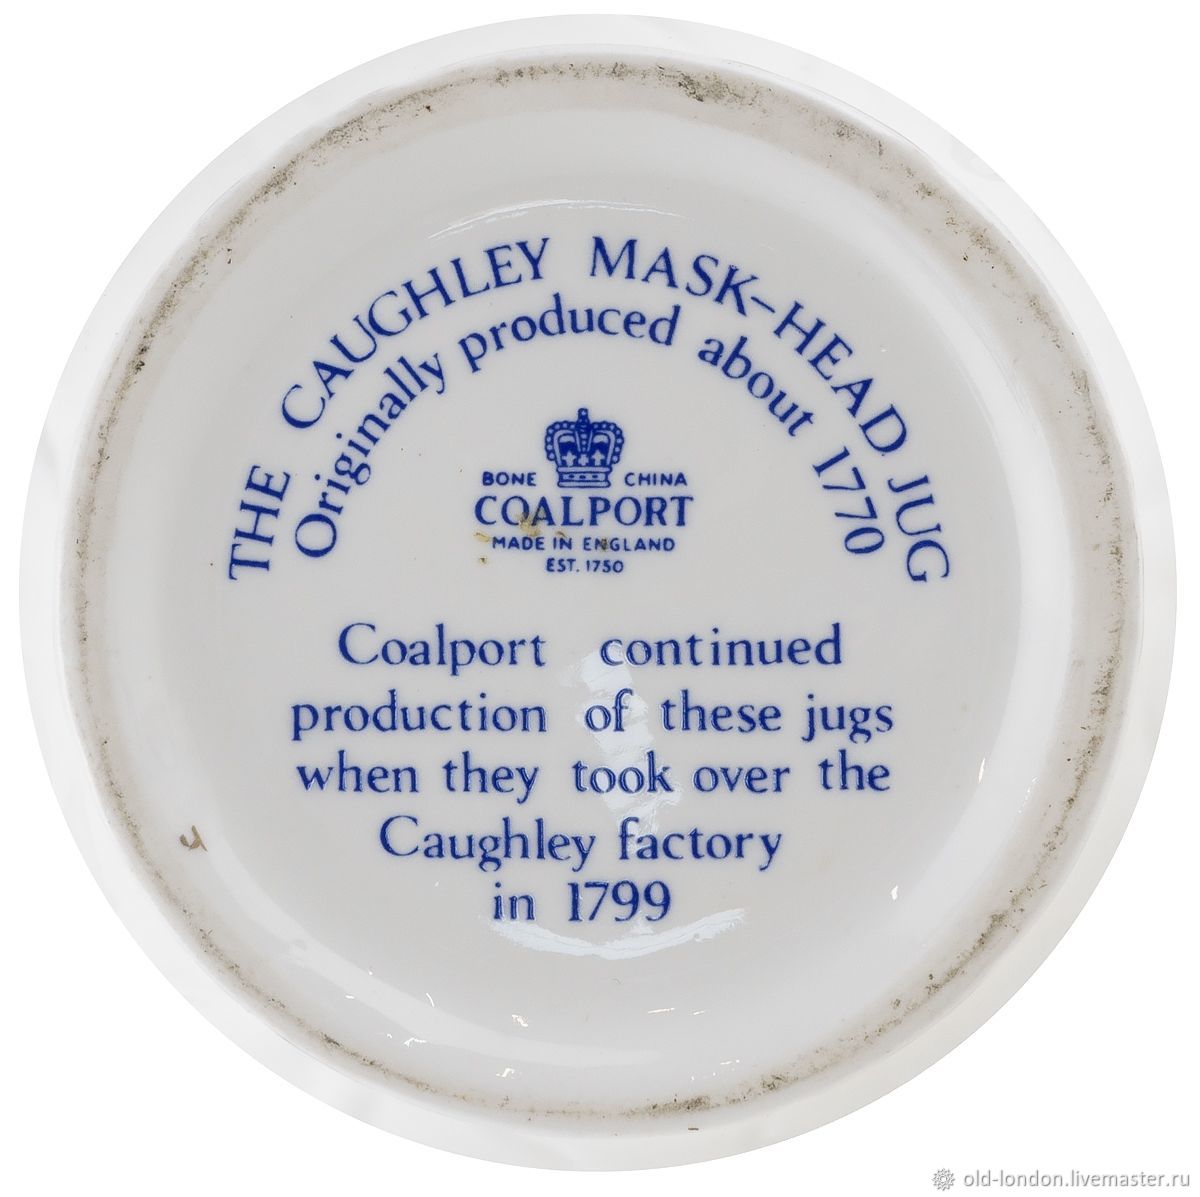 THE CAUGHLEY MASK-HEAD JUG
Originally produced about 1770
BONE CHINA
COALPORT
MADE IN ENGLAND
EST. 1750
Coalport continued
production of these jugs
when they took over the
Caughley factory
in 1799
old-london.livemaster.ru